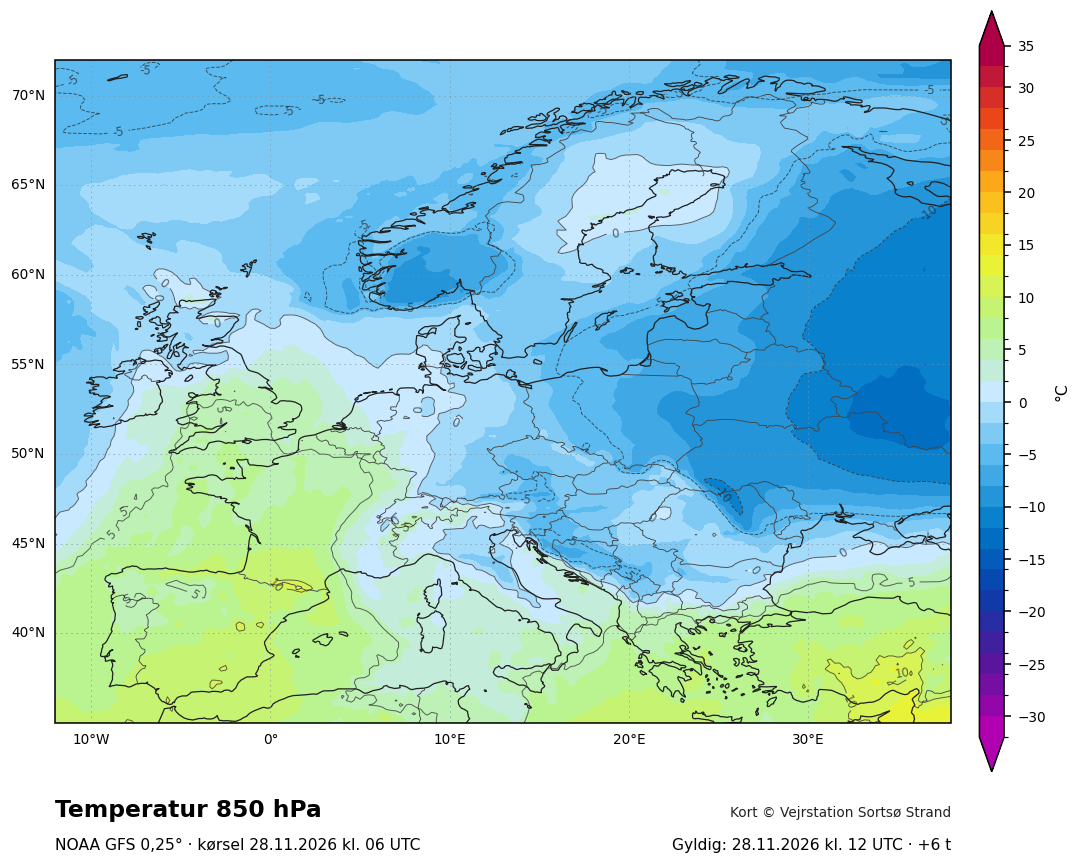 70°N
65°N
60°N
55°N
50°N
45°N
40°N
10°W
0°
10°E
20°E
30°E
35
30
25
20
15
10
5
0
−5
−10
−15
−20
−25
−30
°C
Temperatur 850 hPa
Kort © Vejrstation Sortsø Strand
NOAA GFS 0,25° · kørsel 28.11.2026 kl. 06 UTC
Gyldig: 28.11.2026 kl. 12 UTC · +6 t